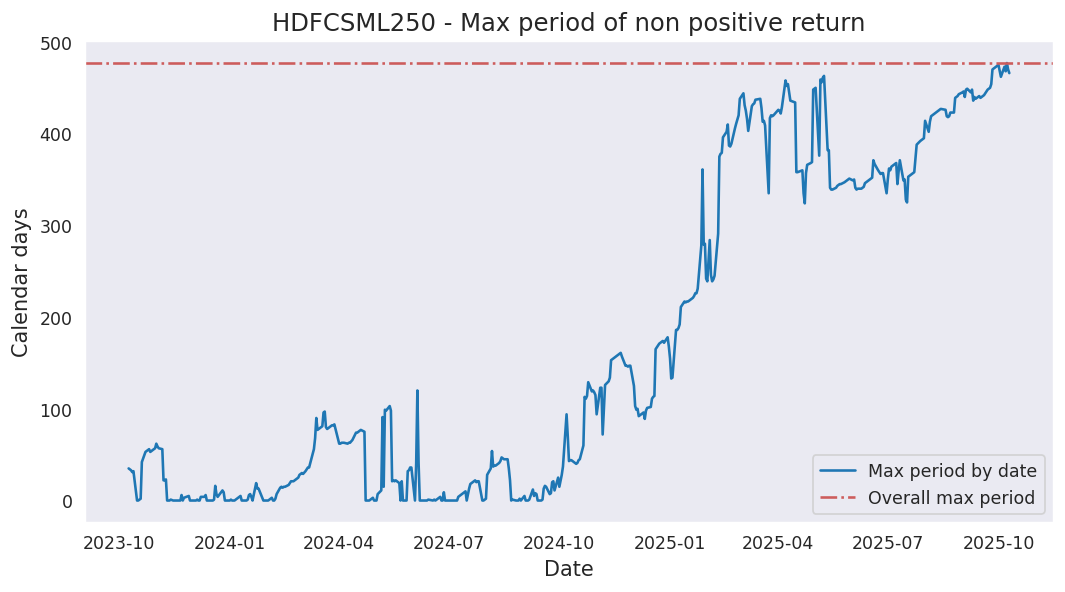 HDFCSML250 - Max period of non positive return
500
400
300
200
100
0
Calendar days
2023-10 2024-01 2024-04 2024-07 2024-10 2025-01 2025-04 2025-07 2025-10
Date
Max period by date
Overall max period